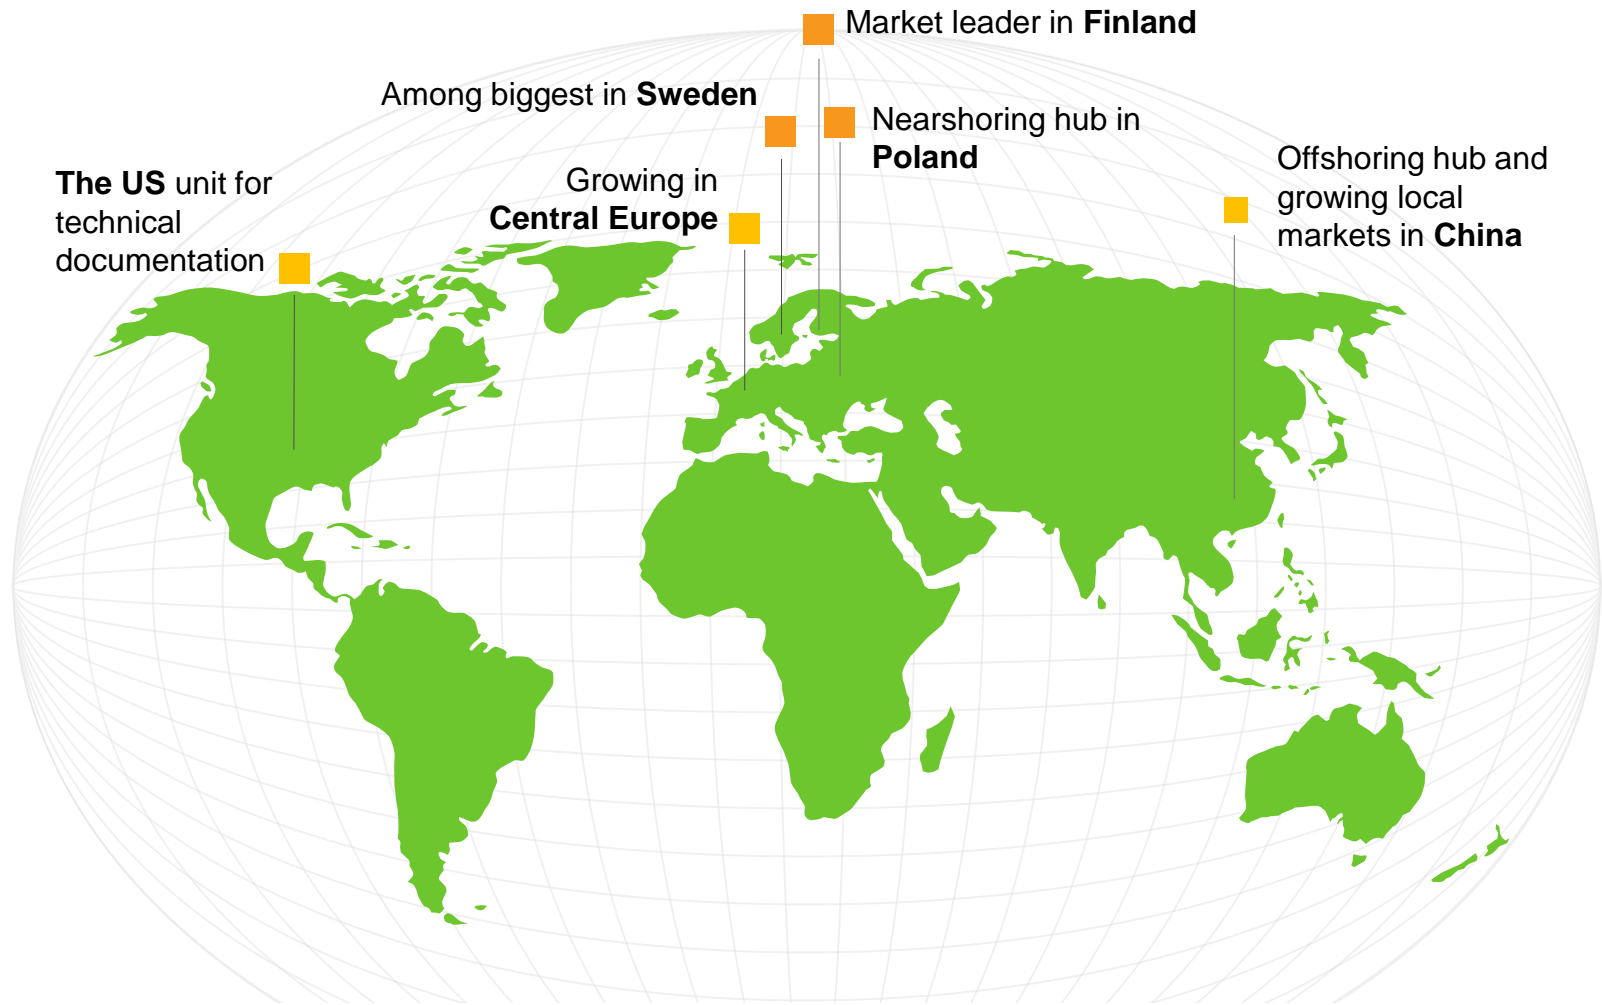 Market leader in Finland
Among biggest in Sweden
Nearshoring hub in
Poland
Offshoring hub and
growing local
markets in China
Growing in
Central Europe
The US unit for
technical
documentation